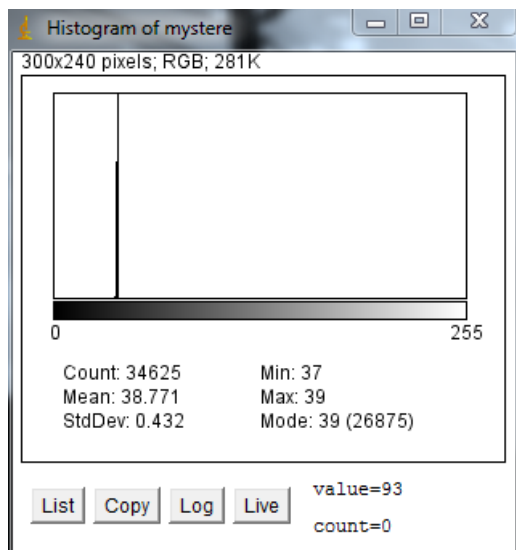 Histogram of mystere
300x240 pixels; RGB; 281K
0 255
Count: 34625 Min: 37
Mean: 38.771 Max: 39
StdDev: 0.432 Mode: 39 (26875)
List Copy Log Live value=93
count=0